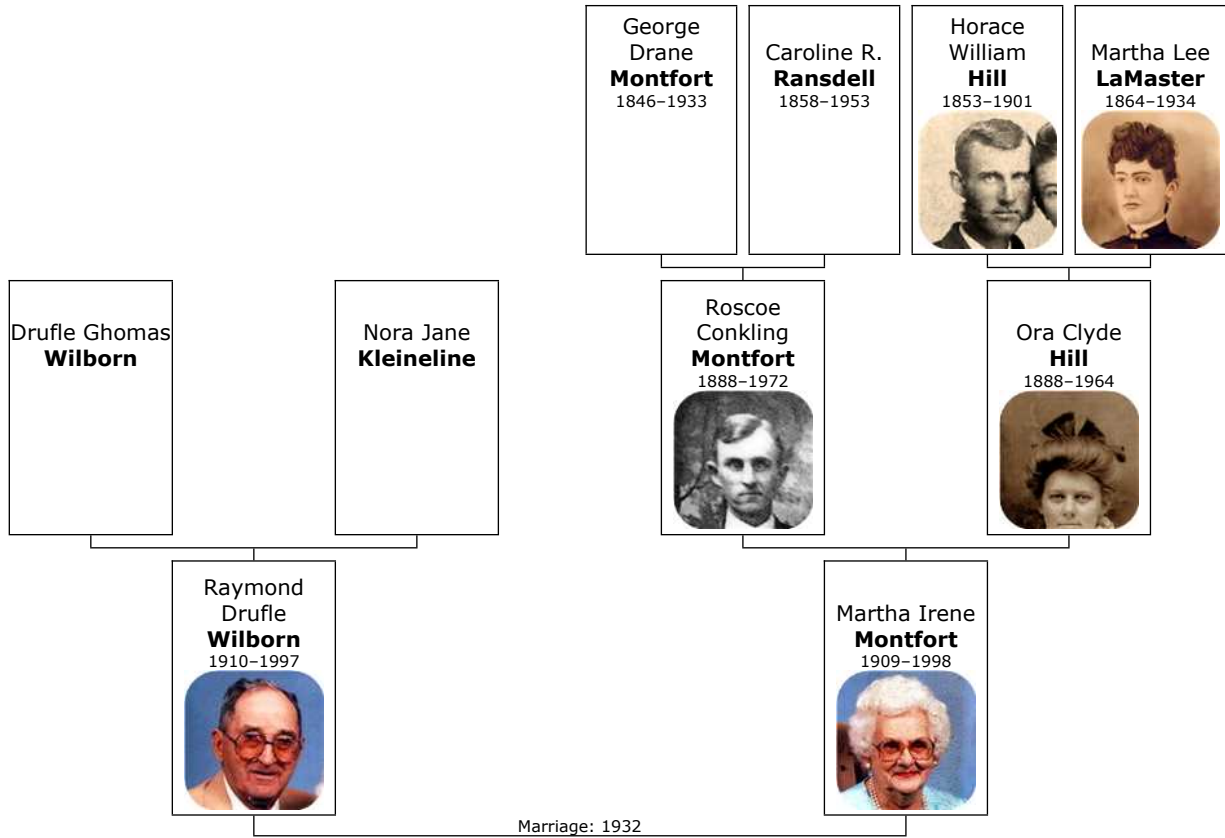 George
Drane
Montfort
1846–1933
Caroline R.
Ransdell
1858–1953
Horace
William
Hill
1853–1901
Martha Lee
LaMaster
1864–1934
Drufle Ghomas
Wilborn
Nora Jane
Kleineline
Roscoe
Conkling
Montfort
1888–1972
Ora Clyde
Hill
1888–1964
Raymond
Drufle
Wilborn
1910–1997
Martha Irene
Montfort
1909–1998
Marriage: 1932